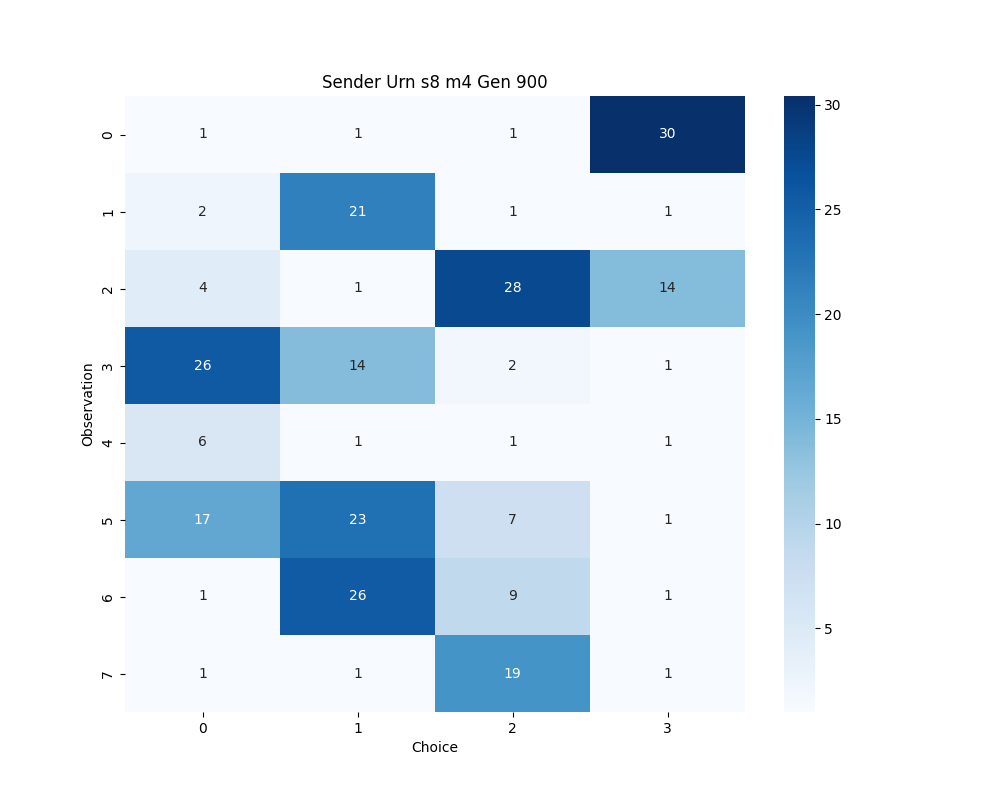 Sender Urn s8 m4 Gen 900
0 1 1 1 30
1 2 21 1 1
2 4 1 28 14
3 26 14 2 1
4 6 1 1 1
5 17 23 7 1
6 1 26 9 1
7 1 1 19 1
0 1 2 3
Choice
Observation
30
25
20
15
10
5